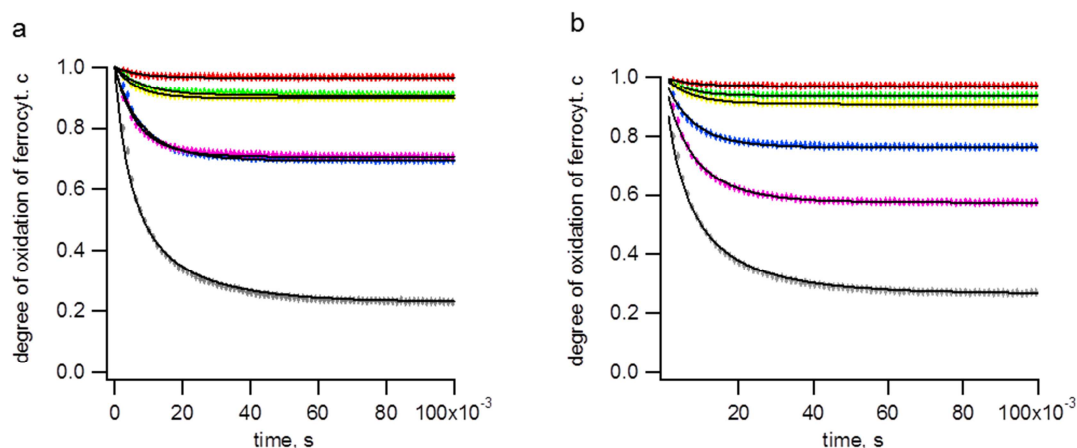 a
1.0
0.8
0.6
0.4
0.2
0.0
degree of oxidation of ferrocyt. c
0 20 40 60 80 100x10-3
time, s
b
1.0
0.8
0.6
0.4
0.2
0.0
degree of oxidation of ferrocyt. c
20 40 60 80 100x10-3
time, s